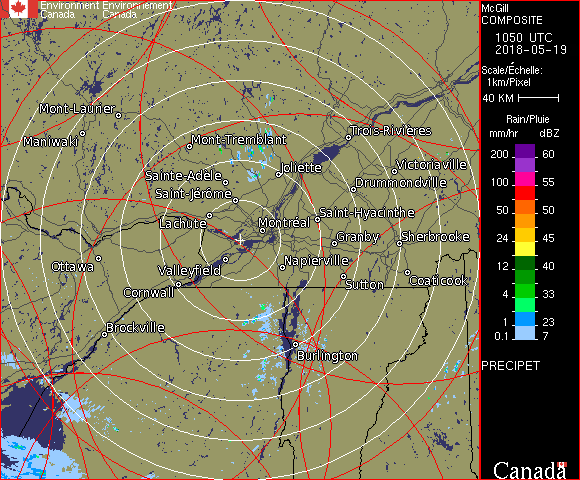 Environment Environnement
Canada Canada
McGill
COMPOSITE
1050 UTC
2018-05-19
Scale/Échelle:
1km/Pixel
40 KM
Rain/Pluie
mm/hr dBZ
200 60
100 55
50 50
24 45
12 40
4 33
1 23
0.1 7
PRECIPET
Canada
Mont-Laurier
Maniwaki
Mont-Tremblant
Trois-Rivières
Victoriaville
Joliette
Sainte-Adèle
Drummondville
Saint-Jérôme
Lachute
Saint-Hyacinthe
Montréal
Granby
Sherbrooke
Ottawa
Valleyfield
Napierville
Cornwall
Sutton
Coaticook
Brockville
Burlington